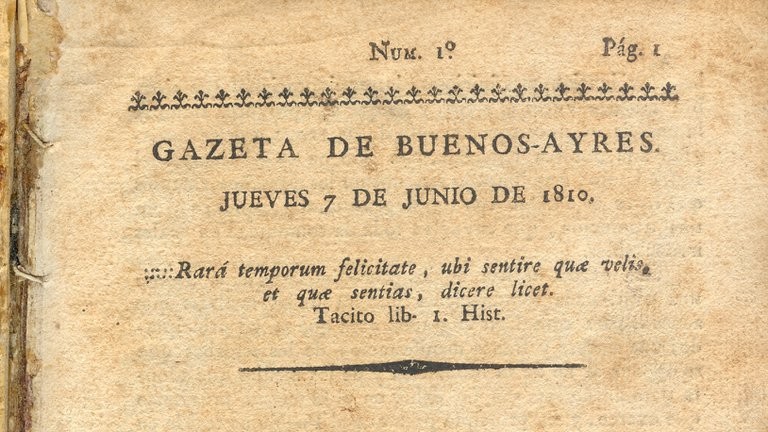 Num. 1º Pág. 1
GAZETA DE BUENOS-AYRES.
JUEVES 7 DE JUNIO DE 1810.
:::::Rará temporum felicitate, ubi sentire quæ velis,
et quæ sentias, dicere licet.
Tacito lib. 1. Hist.